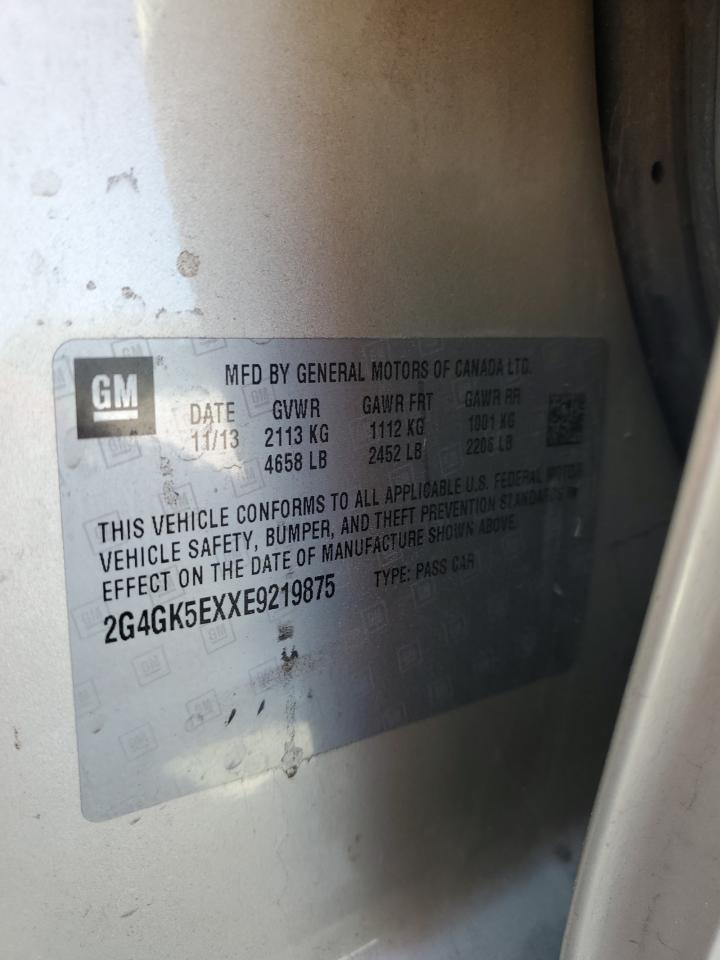 GM
MFD BY GENERAL MOTORS OF CANADA LTD.
DATE GVWR GAWR FRT GAWR RR
11/13 2113 KG 1112 KG 1001 KG
4658 LB 2452 LB 2206 LB
THIS VEHICLE CONFORMS TO ALL APPLICABLE U.S. FEDERAL MOTOR
VEHICLE SAFETY, BUMPER, AND THEFT PREVENTION STANDARDS IN
EFFECT ON THE DATE OF MANUFACTURE SHOWN ABOVE.
2G4GK5EXXE9219875 TYPE: PASS CAR